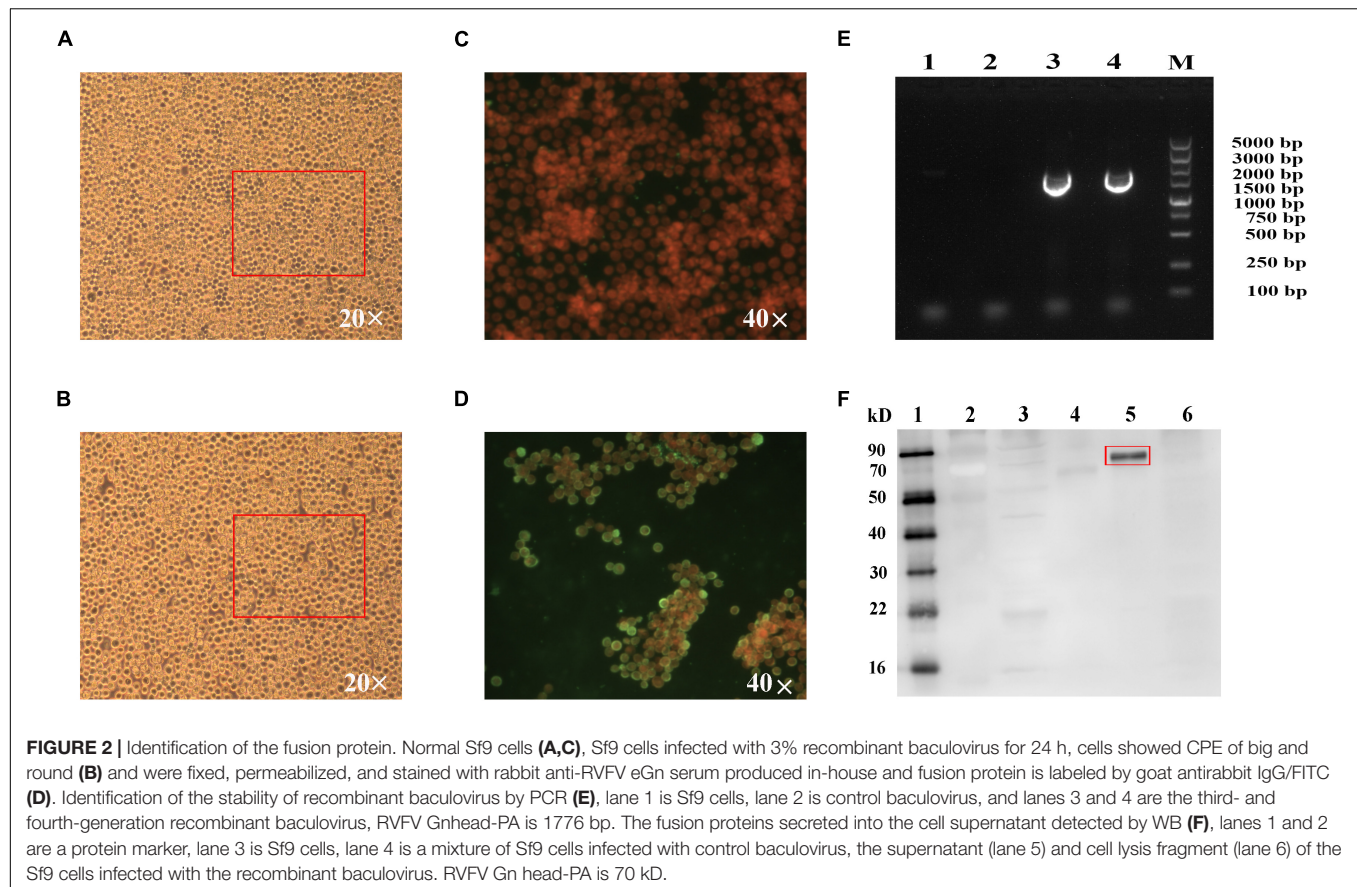 A
C
E
1 2 3 4 M
5000 bp
3000 bp
2000 bp
1500 bp
1000 bp
750 bp
500 bp
250 bp
100 bp
20×
40×
B
D
F
kD 1 2 3 4 5 6
90
70
50
40
30
22
16
20×
40×
FIGURE 2 | Identification of the fusion protein. Normal Sf9 cells (A,C), Sf9 cells infected with 3% recombinant baculovirus for 24 h, cells showed CPE of big and
round (B) and were fixed, permeabilized, and stained with rabbit anti-RVFV eGn serum produced in-house and fusion protein is labeled by goat antirabbit IgG/FITC
(D). Identification of the stability of recombinant baculovirus by PCR (E), lane 1 is Sf9 cells, lane 2 is control baculovirus, and lanes 3 and 4 are the third- and
fourth-generation recombinant baculovirus, RVFV Gnhead-PA is 1776 bp. The fusion proteins secreted into the cell supernatant detected by WB (F), lanes 1 and 2
are a protein marker, lane 3 is Sf9 cells, lane 4 is a mixture of Sf9 cells infected with control baculovirus, the supernatant (lane 5) and cell lysis fragment (lane 6) of the
Sf9 cells infected with the recombinant baculovirus. RVFV Gn head-PA is 70 kD.